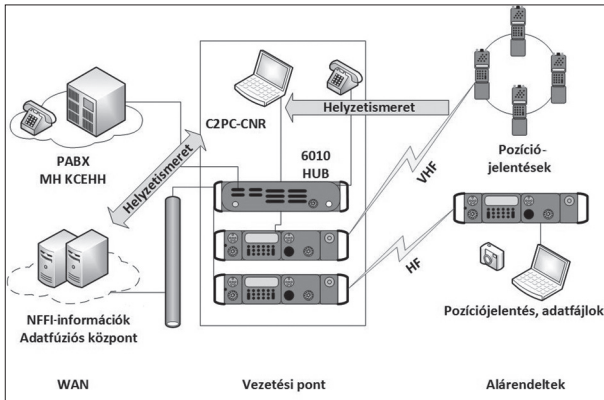 PABX
MH KCEHH
Helyzetismeret
NFFI-információk
Adatfúziós központ
WAN
C2PC-CNR
6010
HUB
Vezetési pont
Helyzetismeret
VHF
HF
Pozíció-
jelentések
Pozíciójelentés, adatfájlok
Alárendeltek